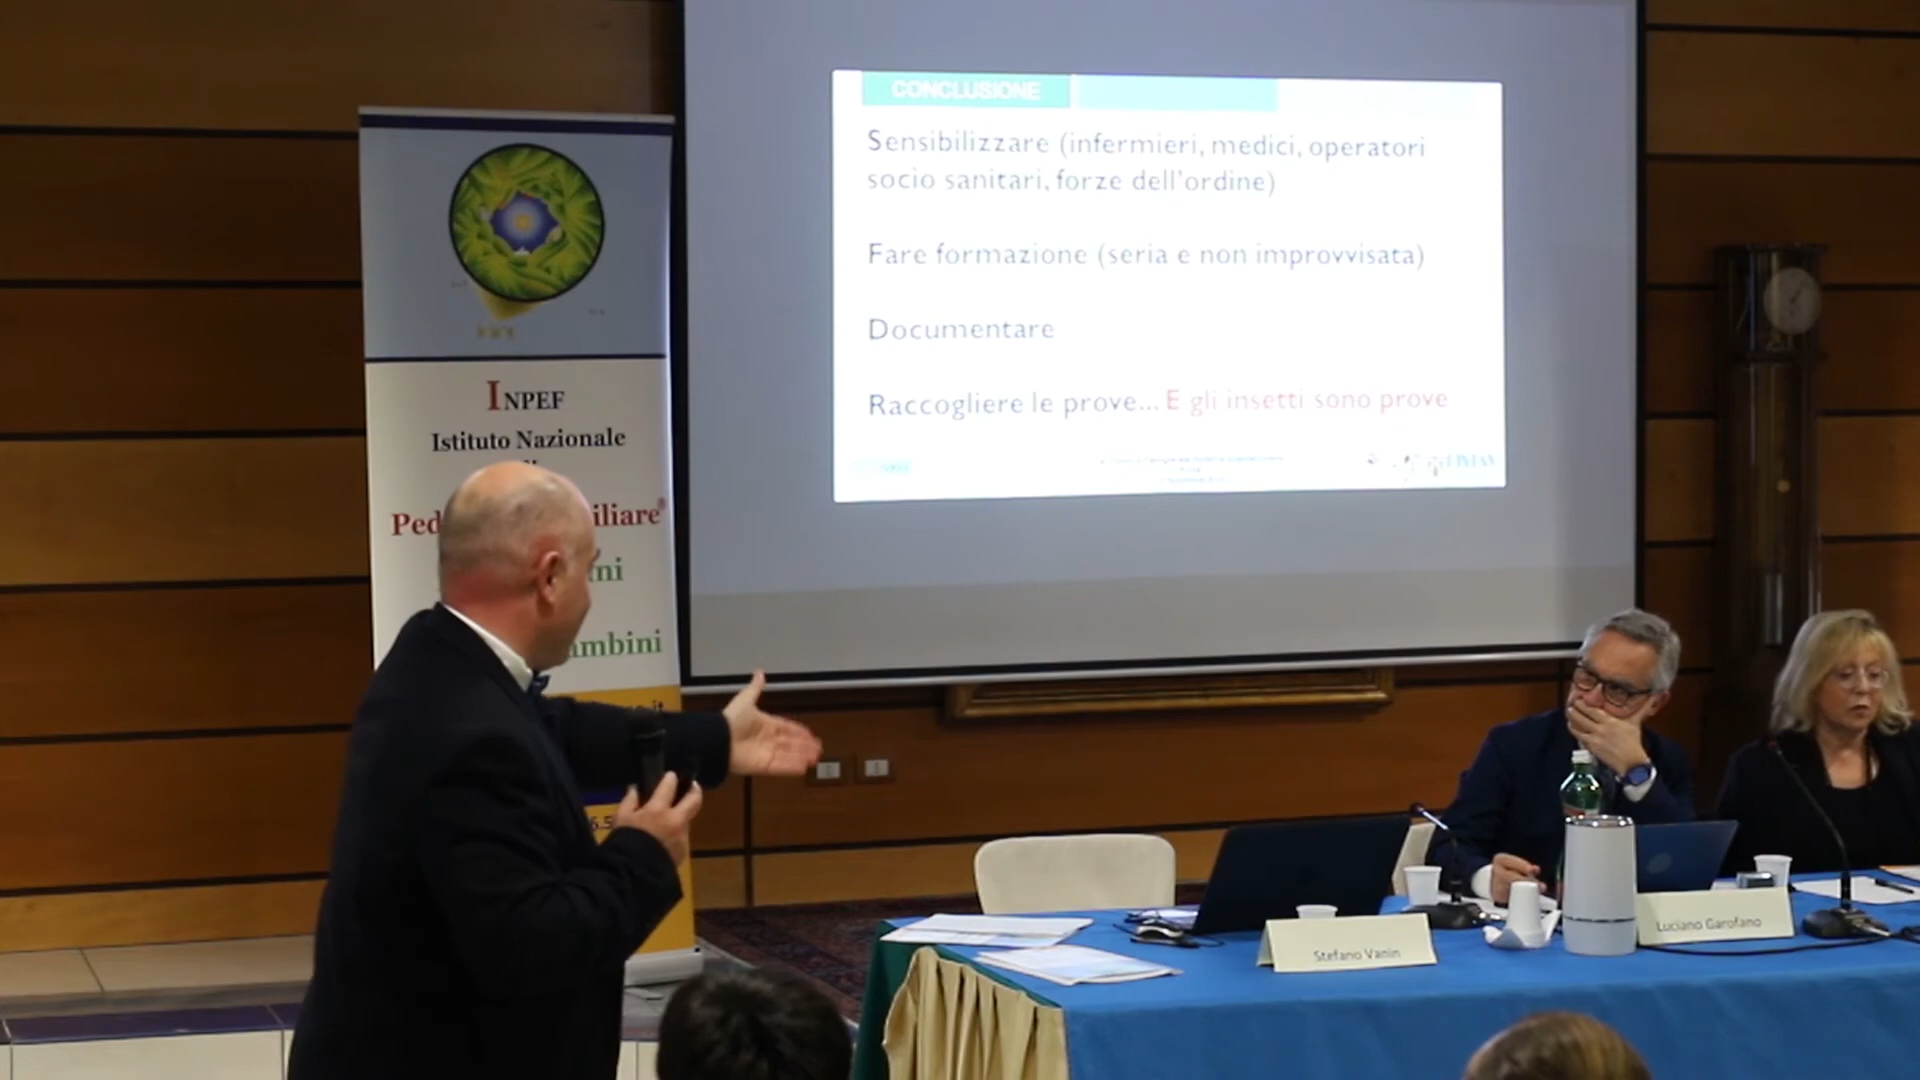 CONCLUSIONE
Sensibilizzare (infermieri, medici, operatori
socio sanitari, forze dell'ordine)
Fare formazione (seria e non improvvisata)
Documentare
Raccogliere le prove... E gli insetti sono prove
INPEF
Istituto Nazionale
Ped iliare®
ni
mbini
Stefano Vanin
Luciano Garofano